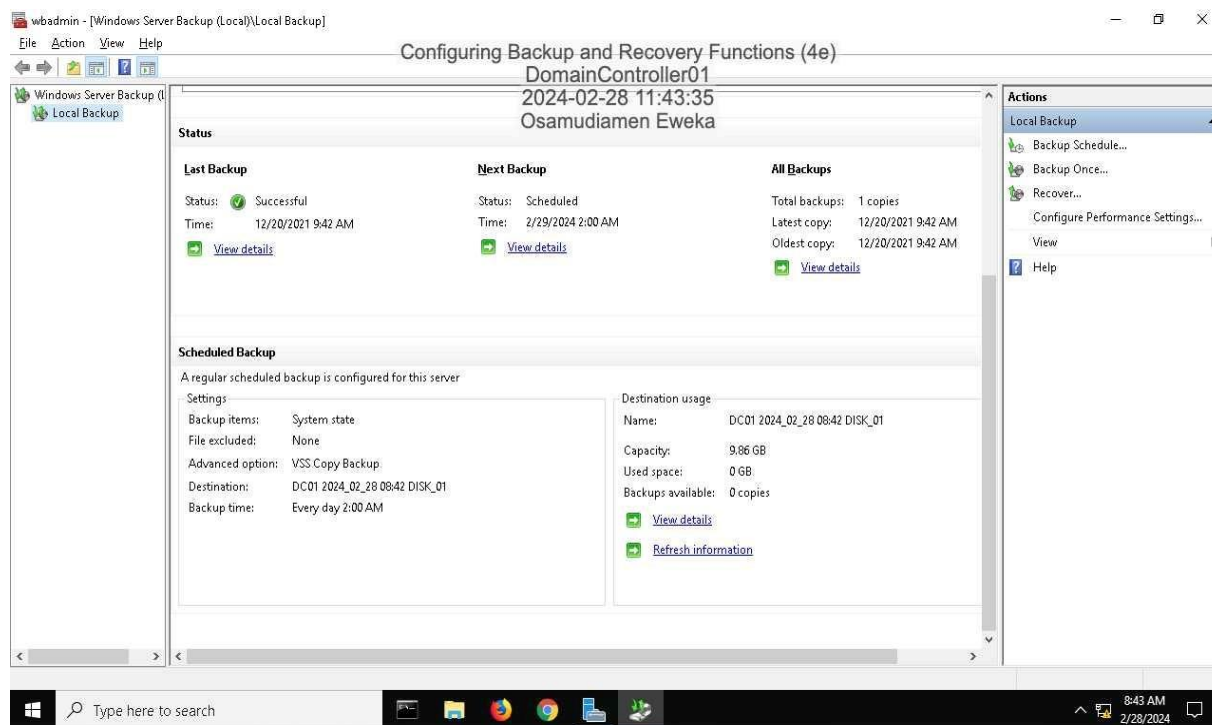 wbadmin - [Windows Server Backup (Local)\Local Backup]
File Action View Help
Configuring Backup and Recovery Functions (4e)
DomainController01
2024-02-28 11:43:35
Osamudiamen Eweka
Windows Server Backup (L
Local Backup
Status
Last Backup
Status: Successful
Time: 12/20/2021 9:42 AM
View details
Next Backup
Status: Scheduled
Time: 2/29/2024 2:00 AM
View details
All Backups
Total backups: 1 copies
Latest copy: 12/20/2021 9:42 AM
Oldest copy: 12/20/2021 9:42 AM
View details
Scheduled Backup
A regular scheduled backup is configured for this server
Settings
Backup items: System state
File excluded: None
Advanced option: VSS Copy Backup
Destination: DC01 2024_02_28 08:42 DISK_01
Backup time: Every day 2:00 AM
Destination usage
Name: DC01 2024_02_28 08:42 DISK_01
Capacity: 9.86 GB
Used space: 0 GB
Backups available: 0 copies
View details
Refresh information
Actions
Local Backup
Backup Schedule...
Backup Once...
Recover...
Configure Performance Settings...
View
Help
Type here to search
8:43 AM
2/28/2024